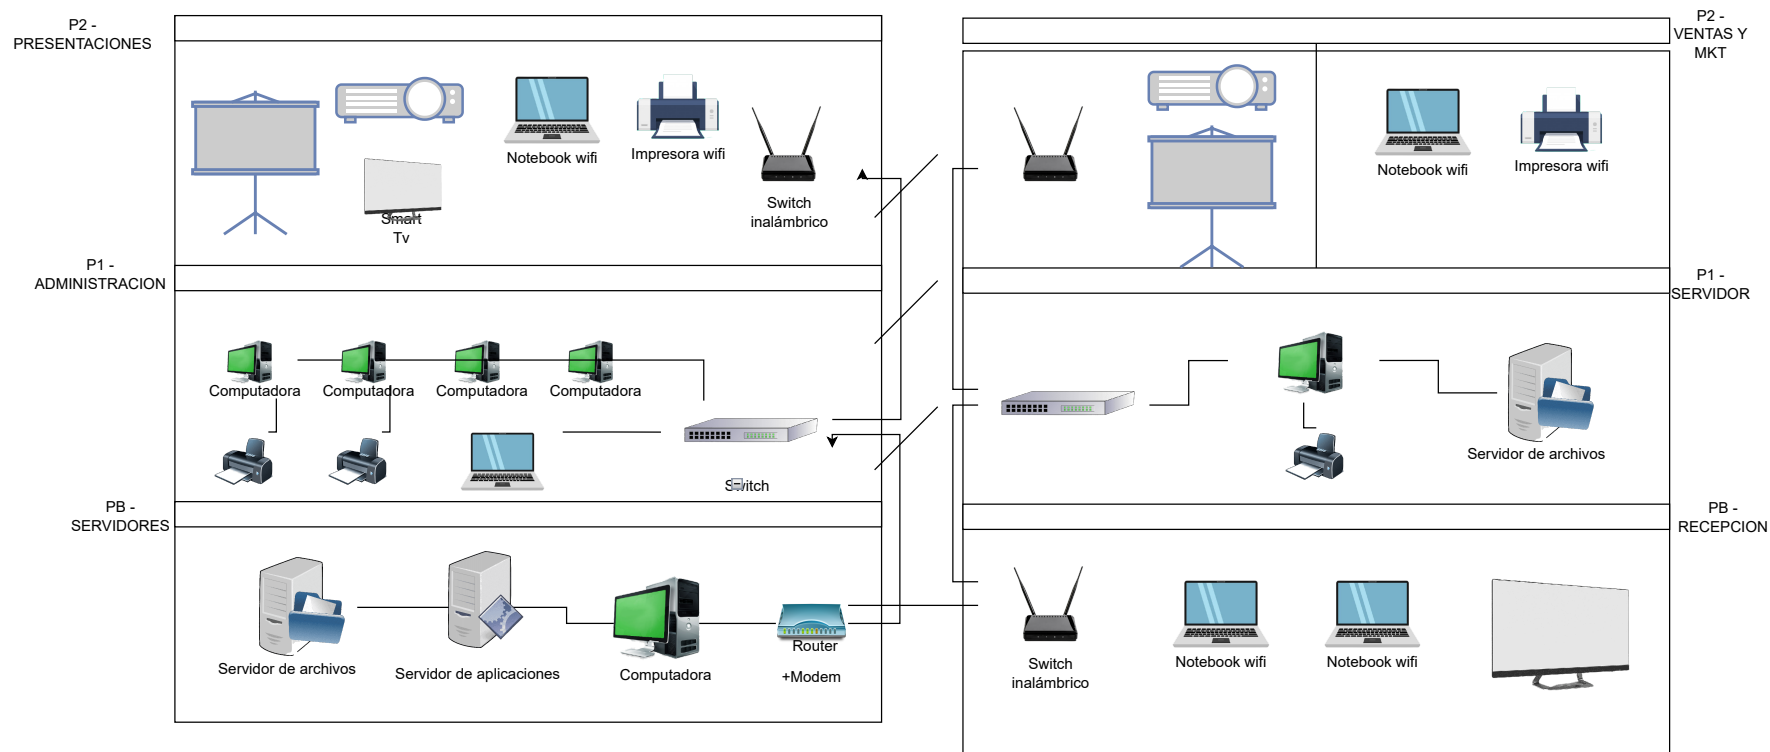 P2 -
PRESENTACIONES
Notebook wifi
Impresora wifi
Smart
Tv
Switch
inalámbrico
P1 -
ADMINISTRACION
Computadora
Computadora
Computadora
Computadora
Switch
PB -
SERVIDORES
Servidor de archivos
Servidor de aplicaciones
Computadora
Router
+Modem
P2 -
VENTAS Y
MKT
Notebook wifi
Impresora wifi
P1 -
SERVIDOR
Servidor de archivos
PB -
RECEPCION
Switch
inalámbrico
Notebook wifi
Notebook wifi